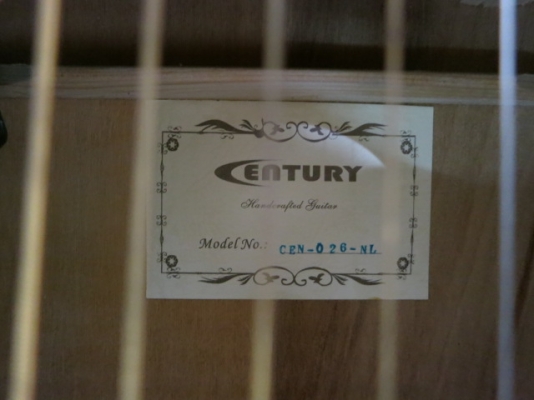 CENTURY
Handcrafted Guitar
Model No.: CEN-026-NL